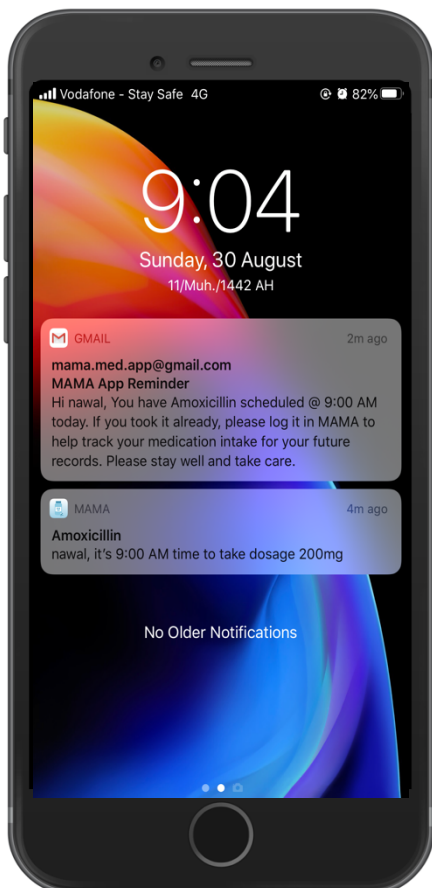 Vodafone - Stay Safe 4G 82%
9:04
Sunday, 30 August
11/Muh./1442 AH
GMAIL 2m ago
mama.med.app@gmail.com
MAMA App Reminder
Hi nawal, You have Amoxicillin scheduled @ 9:00 AM
today. If you took it already, please log it in MAMA to
help track your medication intake for your future
records. Please stay well and take care.
MAMA 4m ago
Amoxicillin
nawal, it's 9:00 AM time to take dosage 200mg
No Older Notifications